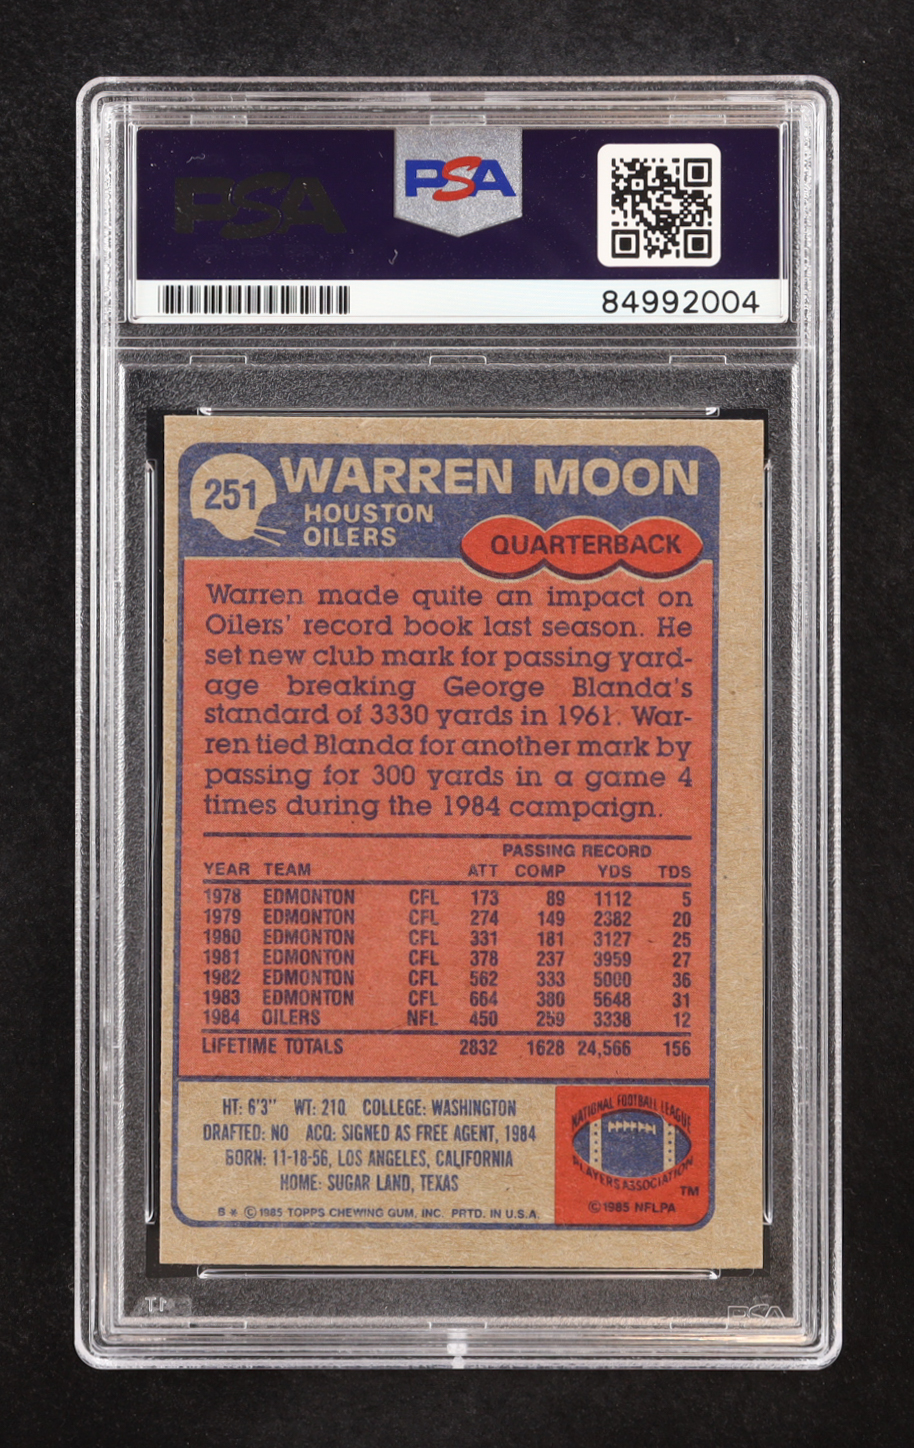 PSA
PSA
84992004
251 WARREN MOON
HOUSTON
OILERS
QUARTERBACK
Warren made quite an impact on
Oilers' record book last season. He
set new club mark for passing yard-
age breaking George Blanda's
standard of 3330 yards in 1961. War-
ren tied Blanda for another mark by
passing for 300 yards in a game 4
times during the 1984 campaign.
PASSING RECORD
YEAR TEAM ATT COMP YDS TDS
1978 EDMONTON CFL 173 89 1112 5
1979 EDMONTON CFL 274 149 2382 20
1980 EDMONTON CFL 331 181 3127 25
1981 EDMONTON CFL 378 237 3959 27
1982 EDMONTON CFL 562 333 5000 36
1983 EDMONTON CFL 664 380 5648 31
1984 OILERS NFL 450 259 3338 12
LIFETIME TOTALS 2832 1628 24,566 156
HT: 6'3" WT: 210 COLLEGE: WASHINGTON
DRAFTED: NO ACQ: SIGNED AS FREE AGENT, 1984
BORN: 11-18-56, LOS ANGELES, CALIFORNIA
HOME: SUGAR LAND, TEXAS
B * ©1985 TOPPS CHEWING GUM, INC. PRTD. IN U.S.A.
NATIONAL FOOTBALL LEAGUE
PLAYERS ASSOCIATION
TM
©1985 NFLPA
PSA